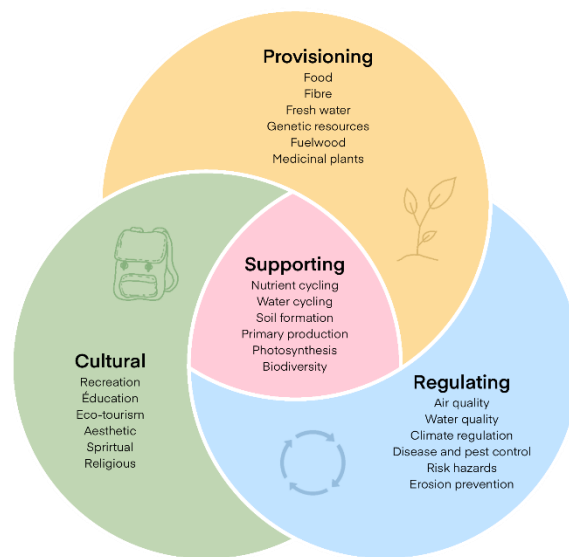 Provisioning
Food
Fibre
Fresh water
Genetic resources
Fuelwood
Medicinal plants
Supporting
Nutrient cycling
Water cycling
Soil formation
Primary production
Photosynthesis
Biodiversity
Cultural
Recreation
Éducation
Eco-tourism
Aesthetic
Sprirtual
Religious
Regulating
Air quality
Water quality
Climate regulation
Disease and pest control
Risk hazards
Erosion prevention